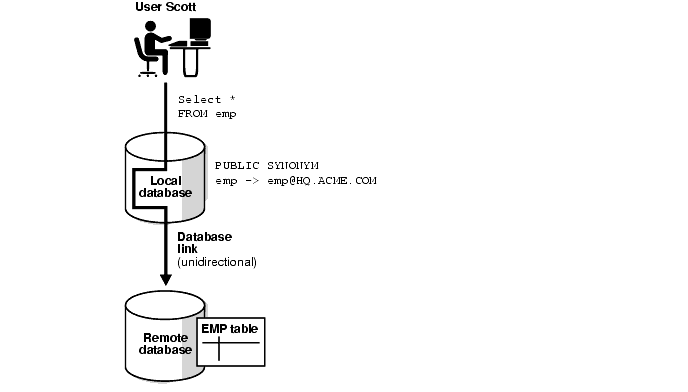 User Scott
Select *
FROM emp
PUBLIC SYNONYM
emp -> emp@HQ.ACME.COM
Local
database
Database
link
(unidirectional)
EMP table
Remote
database